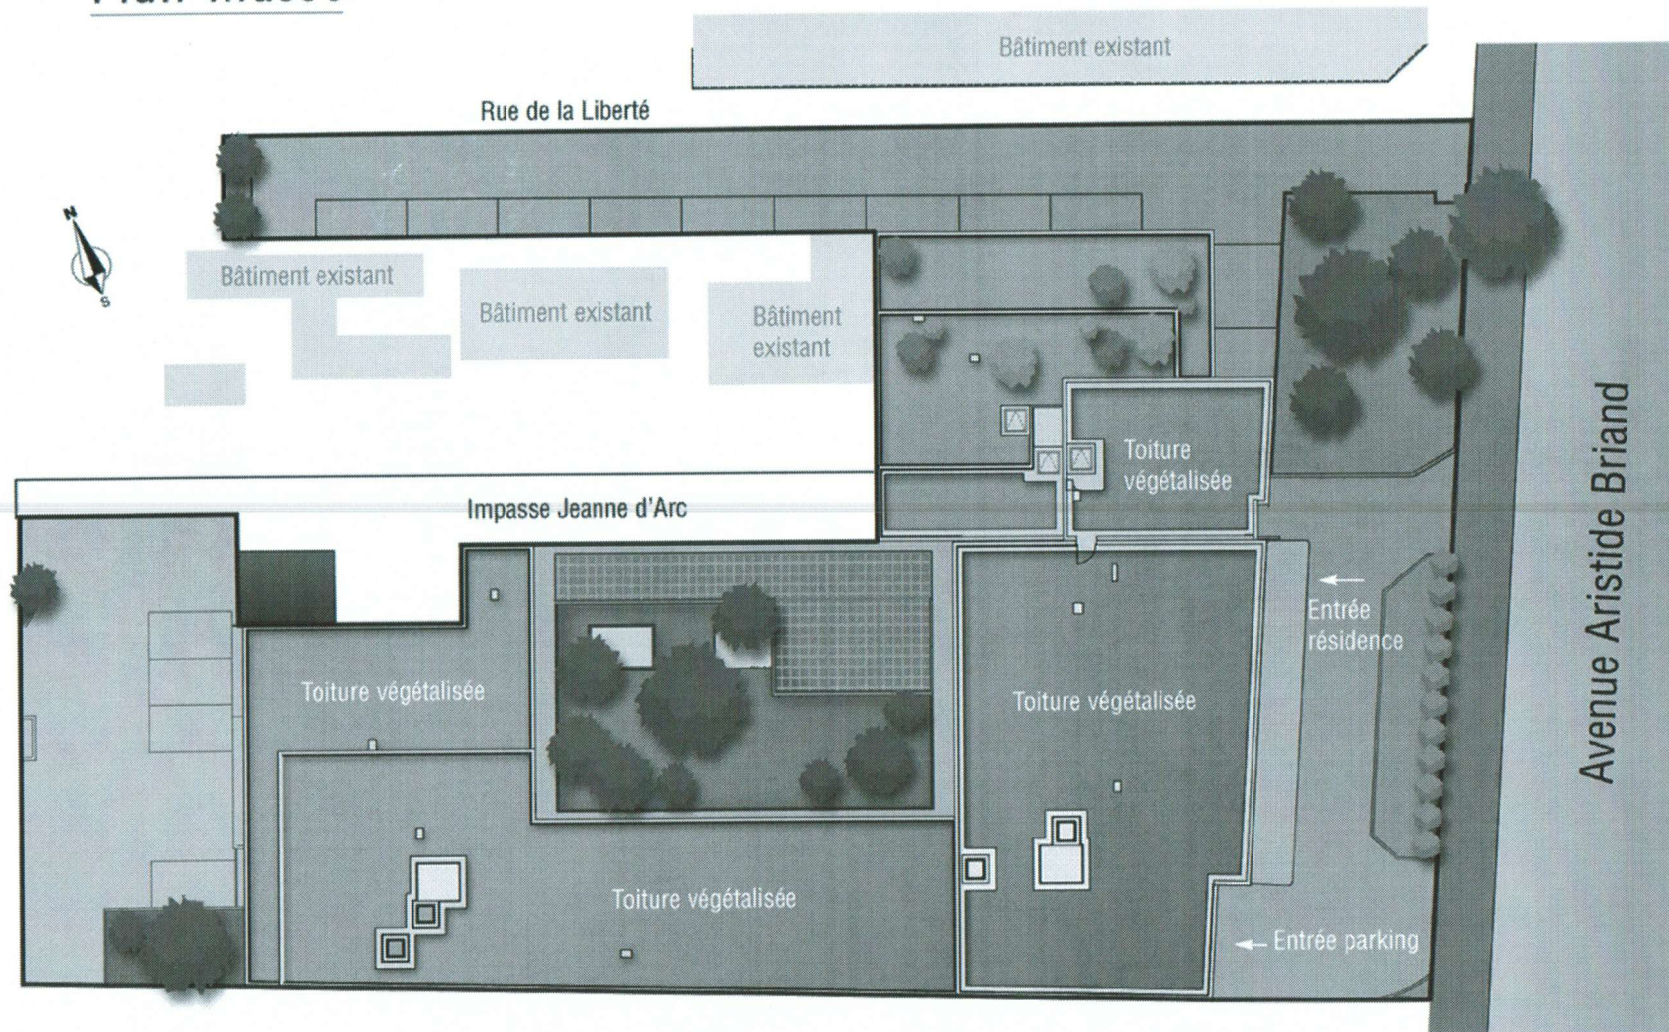 Bâtiment existant
Rue de la Liberté
N
S
Bâtiment existant
Bâtiment existant
Bâtiment
existant
Toiture
végétalisée
Impasse Jeanne d'Arc
Entrée
résidence
Avenue Aristide Briand
Toiture végétalisée
Toiture végétalisée
Toiture végétalisée
Entrée parking